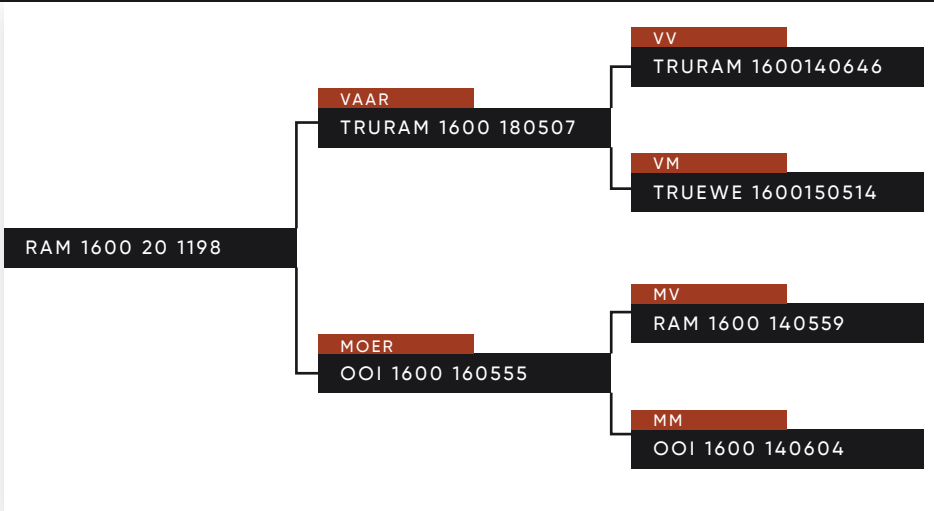 VV
TRURAM 1600140646
VAAR
TRURAM 1600 180507
VM
TRUEWE 1600150514
RAM 1600 20 1198
MV
RAM 1600 140559
MOER
OOI 1600 160555
MM
OOI 1600 140604